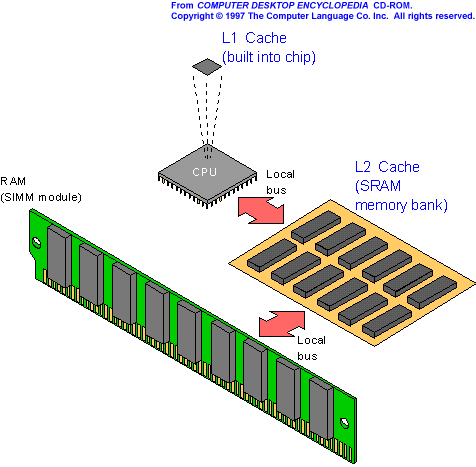 From COMPUTER DESKTOP ENCYCLOPEDIA CD-ROM.
Copyright © 1997 The Computer Language Co. Inc. All rights reserved.
L1 Cache
(built into chip)
CPU
Local
bus
L2 Cache
(SRAM
memory bank)
RAM
(SIMM module)
Local
bus